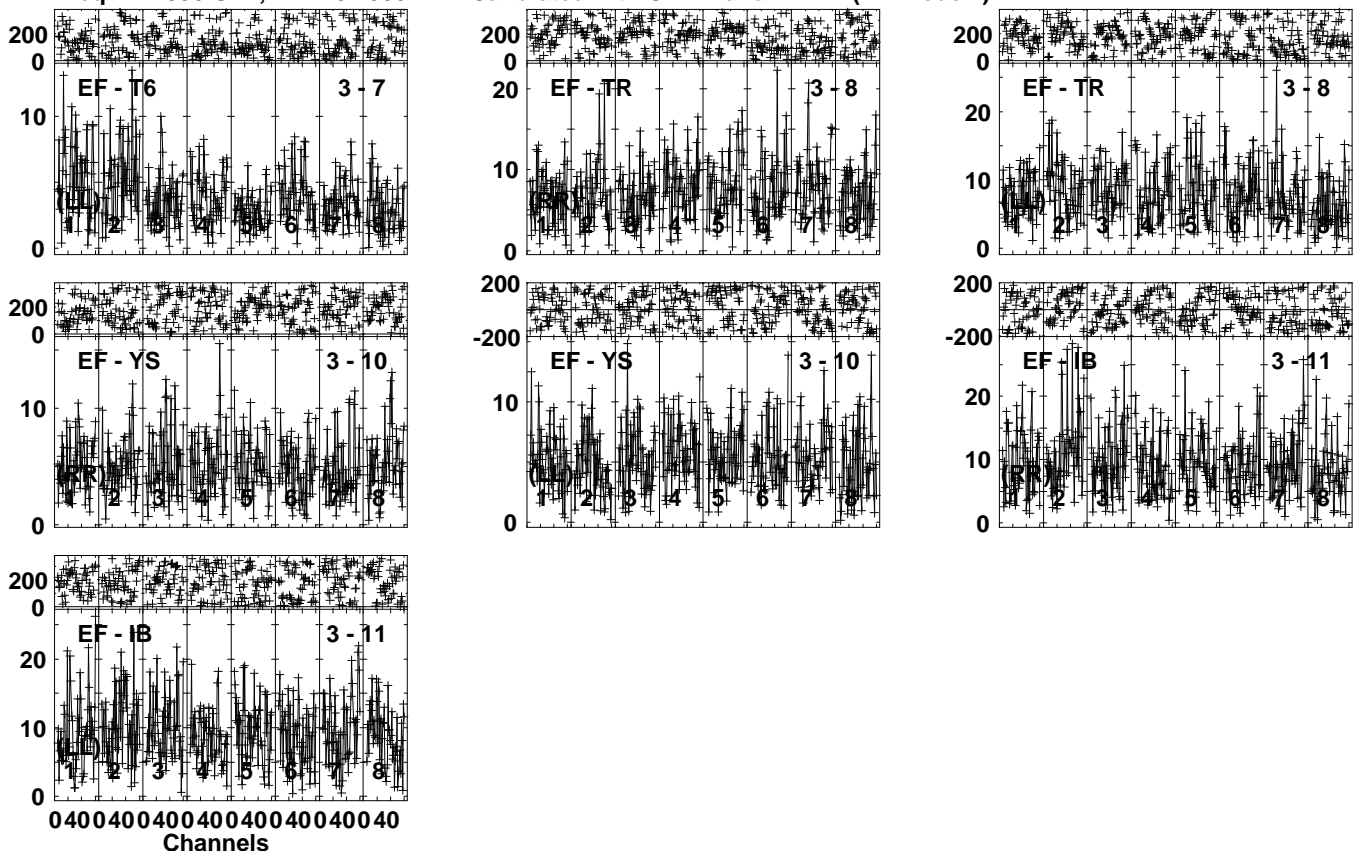 200
0
EF - T6 3 - 7
10
(LL)
1 2 3 4 5 6 7 8
0
200
0
EF - TR 3 - 8
20
10
(RR)
1 2 3 4 5 6 7 8
0
200
0
EF - TR 3 - 8
20
10
(LL)
1 2 3 4 5 6 7 8
0
200
0
EF - YS 3 - 10
10
(RR)
1 2 3 4 5 6 7 8
0
200
-200
EF - YS 3 - 10
10
(LL)
1 2 3 4 5 6 7 8
0
200
-200
EF - IB 3 - 11
20
10
(RR)
1 2 3 4 5 6 7 8
0
200
0
EF - IB 3 - 11
20
10
(LL)
1 2 3 4 5 6 7 8
0
0 40 0 40 0 40 0 40 0 40 0 40 0 40 0 40
Channels